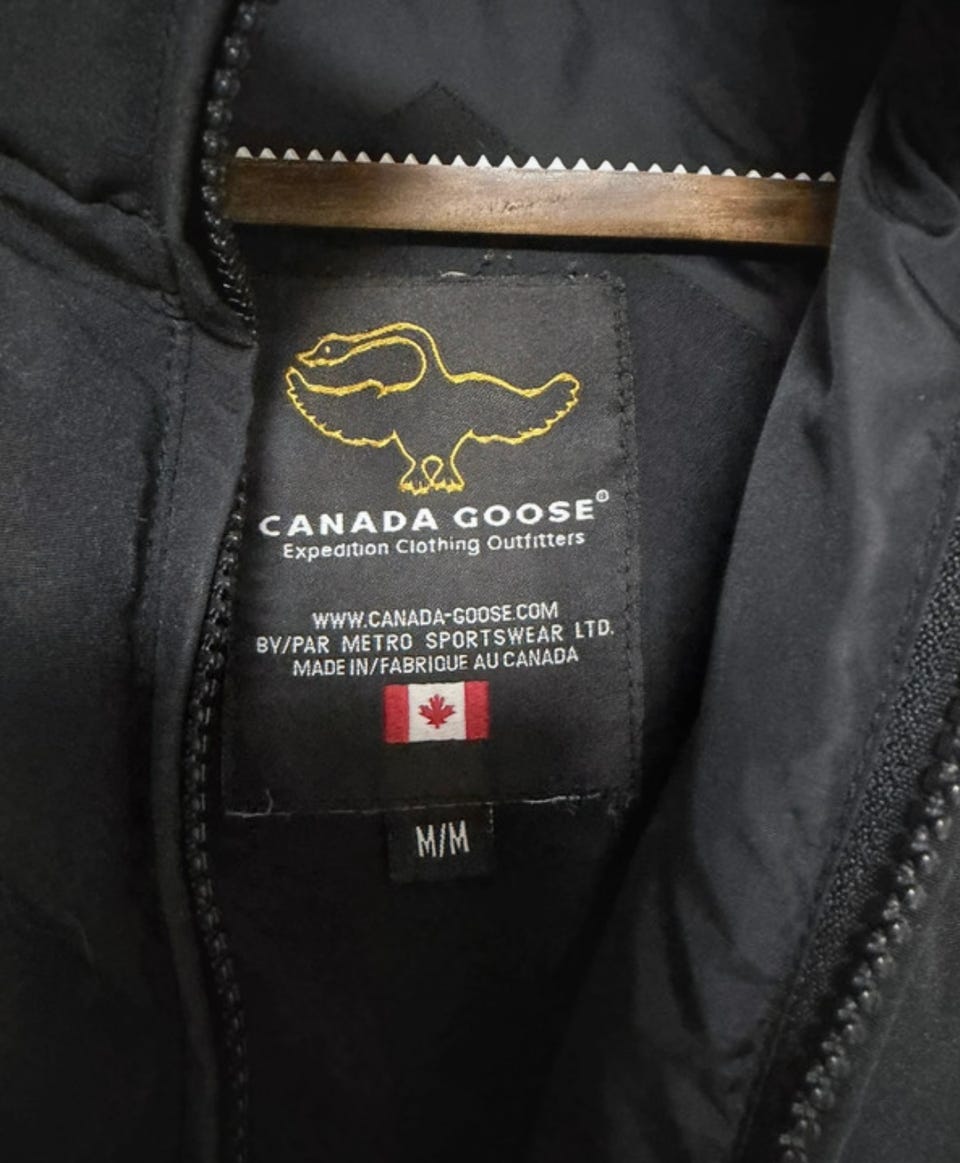 CANADA GOOSE®
Expedition Clothing Outfitters
WWW.CANADA-GOOSE.COM
BY/PAR METRO SPORTSWEAR LTD.
MADE IN/FABRIQUE AU CANADA
M/M